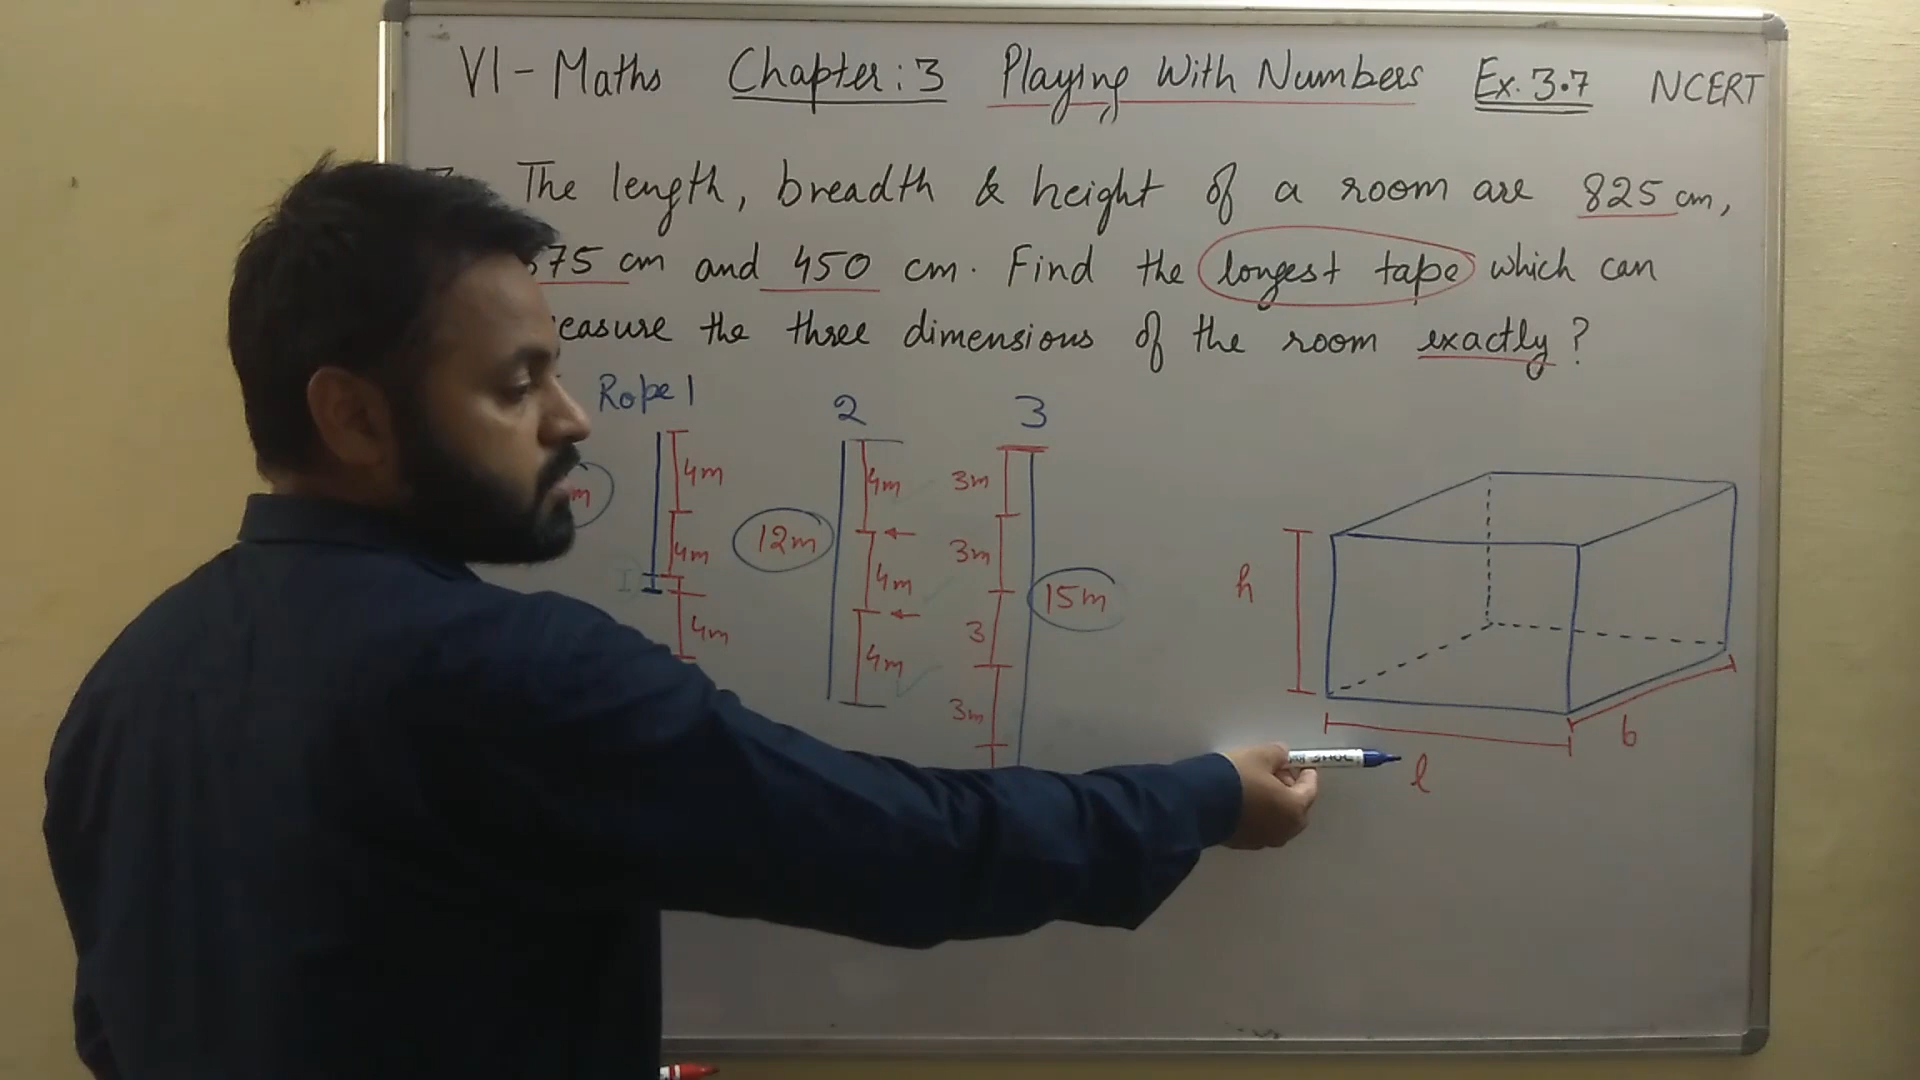 VI - Maths Chapter: 3 Playing With Numbers Ex. 3.7 NCERT
The length, breadth & height of a room are 825 cm,
75 cm and 450 cm. Find the longest tape which can
easure the three dimensions of the room exactly?
Rope 1 2 3
4m 4m 3m
m
12m
4m 4m 3m
h
15m
4m 4m 3
3m
b
l